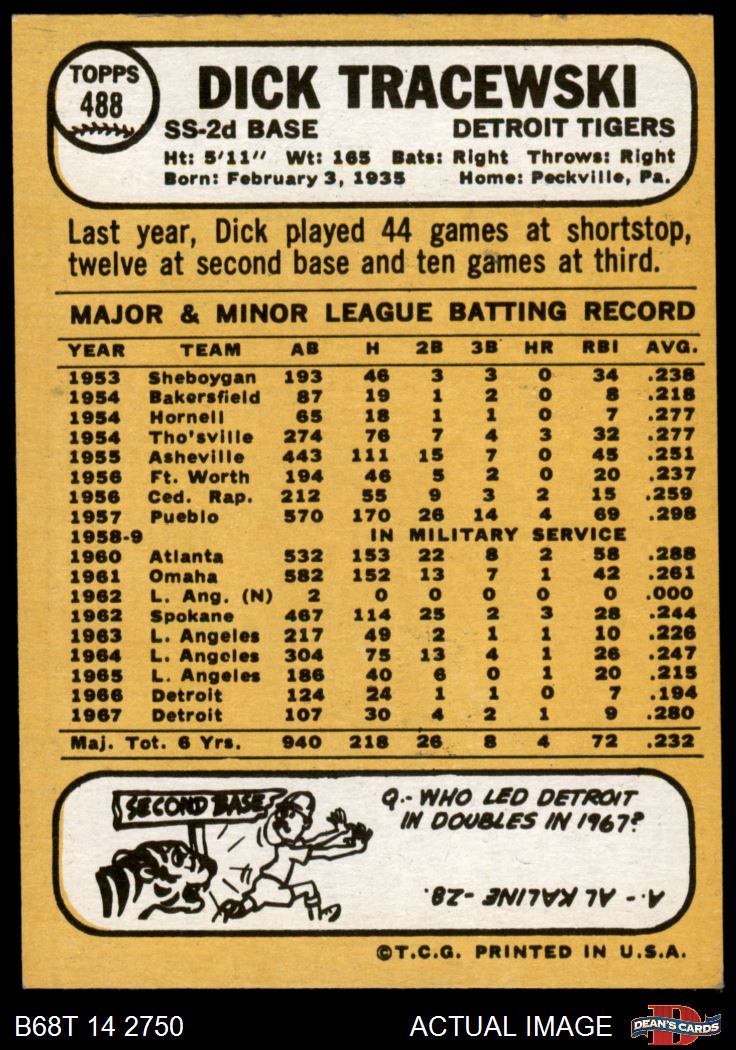 TOPPS
488
DICK TRACEWSKI
SS-2d BASE DETROIT TIGERS
Ht: 5'11" Wt: 165 Bats: Right Throws: Right
Born: February 3, 1935 Home: Peckville, Pa.
Last year, Dick played 44 games at shortstop,
twelve at second base and ten games at third.
MAJOR & MINOR LEAGUE BATTING RECORD
YEAR TEAM AB H 2B 3B HR RBI AVG.
1953 Sheboygan 193 46 3 3 0 34 .238
1954 Bakersfield 87 19 1 2 0 8 .218
1954 Hornell 65 18 1 1 0 7 .277
1954 Tho'sville 274 76 7 4 3 32 .277
1955 Asheville 443 111 15 7 0 45 .251
1956 Ft. Worth 194 46 5 2 0 20 .237
1956 Ced. Rap. 212 55 9 3 2 15 .259
1957 Pueblo 570 170 26 14 4 69 .298
1958-9 IN MILITARY SERVICE
1960 Atlanta 532 153 22 8 2 58 .288
1961 Omaha 582 152 13 7 1 42 .261
1962 L. Ang. (N) 2 0 0 0 0 0 .000
1962 Spokane 467 114 25 2 3 28 .244
1963 L. Angeles 217 49 2 1 1 10 .226
1964 L. Angeles 304 75 13 4 1 26 .247
1965 L. Angeles 186 40 6 0 1 20 .215
1966 Detroit 124 24 1 1 0 7 .194
1967 Detroit 107 30 4 2 1 9 .280
Maj. Tot. 6 Yrs. 940 218 26 8 4 72 .232
SECOND BASE
Q.- WHO LED DETROIT
IN DOUBLES IN 1967?
A.- AL KALINE -28.
©T.C.G. PRINTED IN U.S.A.
B68T 14 2750 ACTUAL IMAGE
D
DEAN'S CARDS